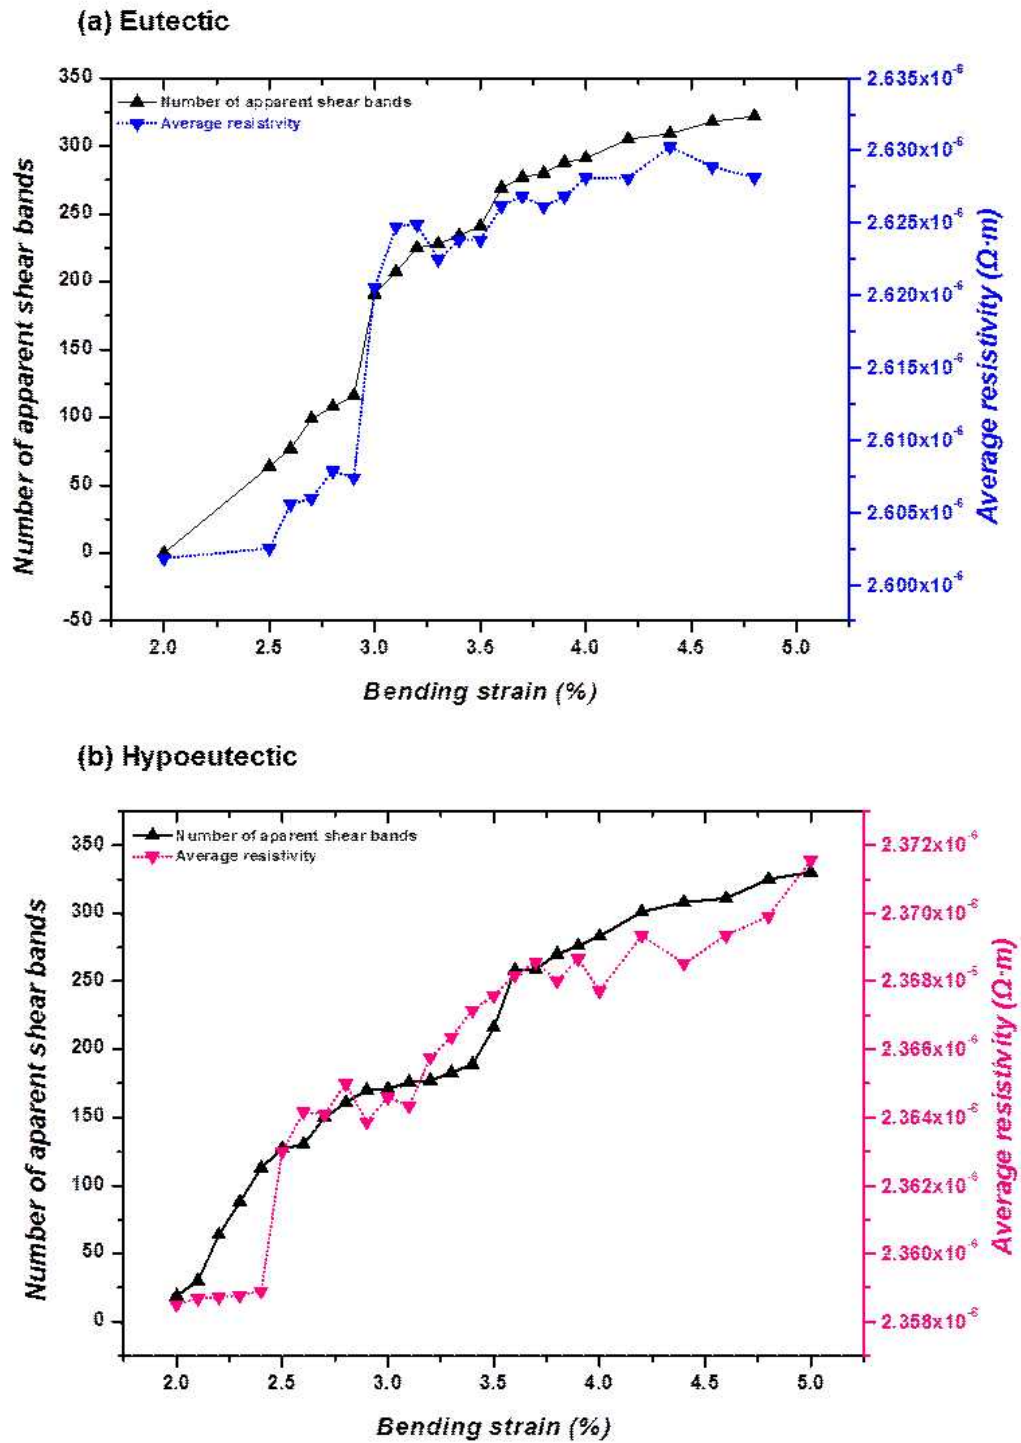 (a) Eutectic
Number of apparent shear bands
Average resistivity
350
300
250
200
150
100
50
0
-50
2.635x10⁻⁶
2.630x10⁻⁶
2.625x10⁻⁶
2.620x10⁻⁶
2.615x10⁻⁶
2.610x10⁻⁶
2.605x10⁻⁶
2.600x10⁻⁶
Number of apparent shear bands
Average resistivity (Ω·m)
2.0 2.5 3.0 3.5 4.0 4.5 5.0
Bending strain (%)
(b) Hypoeutectic
Number of aparent shear bands
Average resistivity
350
300
250
200
150
100
50
0
2.372x10⁻⁶
2.370x10⁻⁶
2.368x10⁻⁶
2.366x10⁻⁶
2.364x10⁻⁶
2.362x10⁻⁶
2.360x10⁻⁶
2.358x10⁻⁶
Number of aparent shear bands
Average resistivity (Ω·m)
2.0 2.5 3.0 3.5 4.0 4.5 5.0
Bending strain (%)